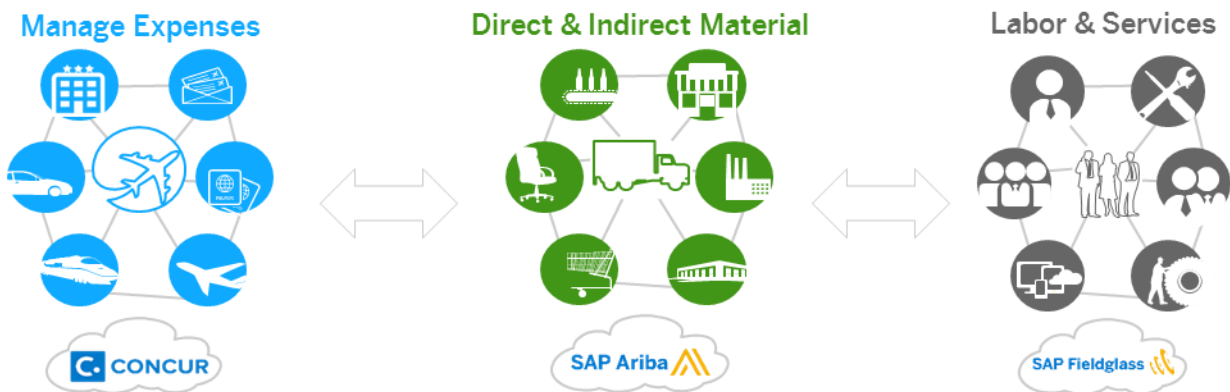 Manage Expenses
Direct & Indirect Material
Labor & Services
C. CONCUR
SAP Ariba
SAP Fieldglass